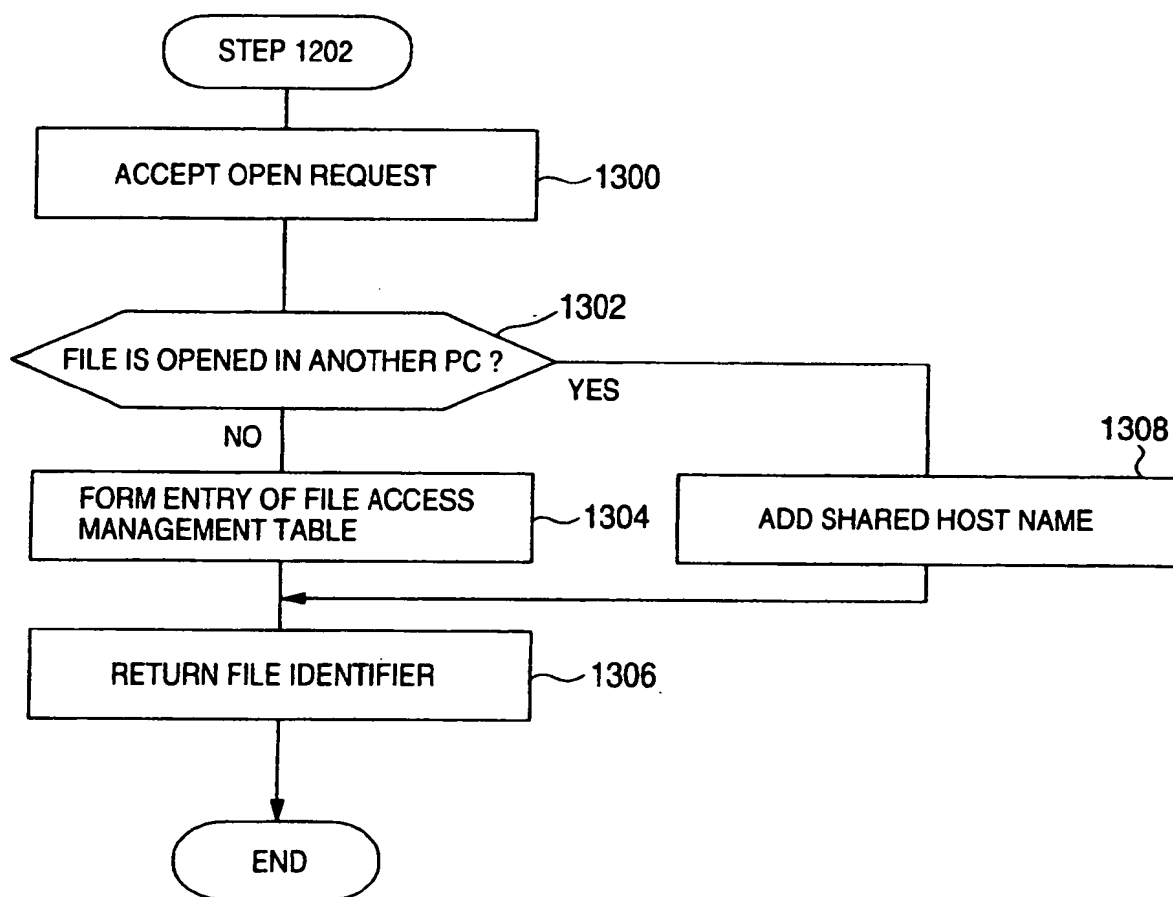 STEP 1202
ACCEPT OPEN REQUEST
1300
1302
FILE IS OPENED IN ANOTHER PC ?
YES
NO
1308
FORM ENTRY OF FILE ACCESS
MANAGEMENT TABLE
1304
ADD SHARED HOST NAME
RETURN FILE IDENTIFIER
1306
END